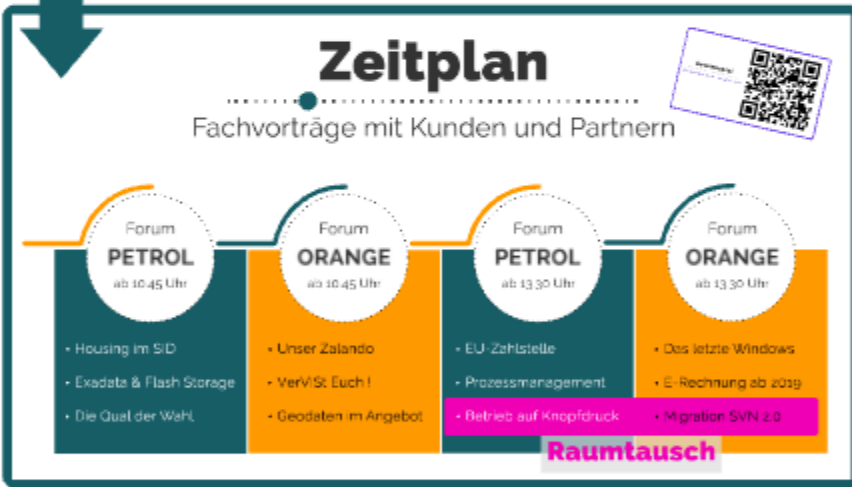 Zeitplan
Fachvorträge mit Kunden und Partnern
Forum
PETROL
ab 10.45 Uhr
• Housing im SID
• Exadata & Flash Storage
• Die Qual der Wahl
Forum
ORANGE
ab 10.45 Uhr
• Unser Zalando
• VerVISt Euch!
• Geodaten im Angebot
Forum
PETROL
ab 13.30 Uhr
• EU-Zahlstelle
• Prozessmanagement
• Betrieb auf Knopfdruck
Forum
ORANGE
ab 13.30 Uhr
• Das letzte Windows
• E-Rechnung ab 2019
• Migration SVN 2.0
Raumtausch